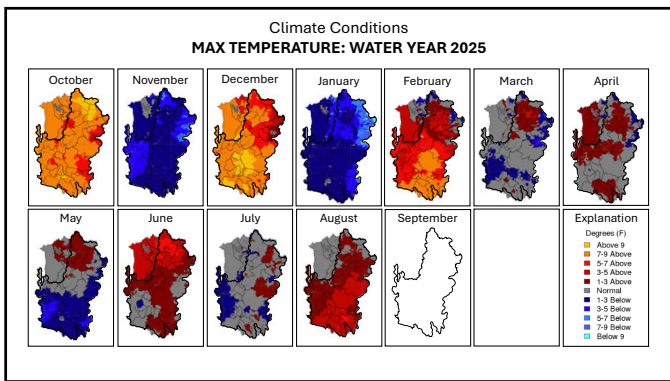 Climate Conditions
MAX TEMPERATURE: WATER YEAR 2025
October
November
December
January
February
March
April
May
June
July
August
September
Explanation
Degrees (F)
Above 9
7-9 Above
5-7 Above
3-5 Above
1-3 Above
Normal
1-3 Below
3-5 Below
5-7 Below
7-9 Below
Below 9